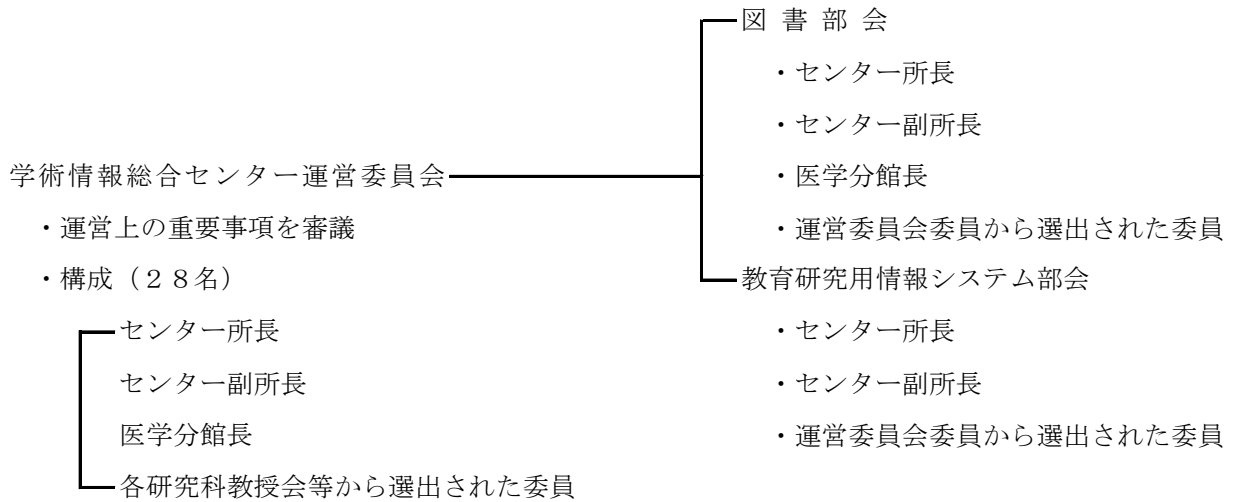 学術情報総合センター運営委員会
・運営上の重要事項を審議
・構成（２８名）
センター所長
センター副所長
医学分館長
各研究科教授会等から選出された委員
図 書 部 会
・センター所長
・センター副所長
・医学分館長
・運営委員会委員から選出された委員
教育研究用情報システム部会
・センター所長
・センター副所長
・運営委員会委員から選出された委員